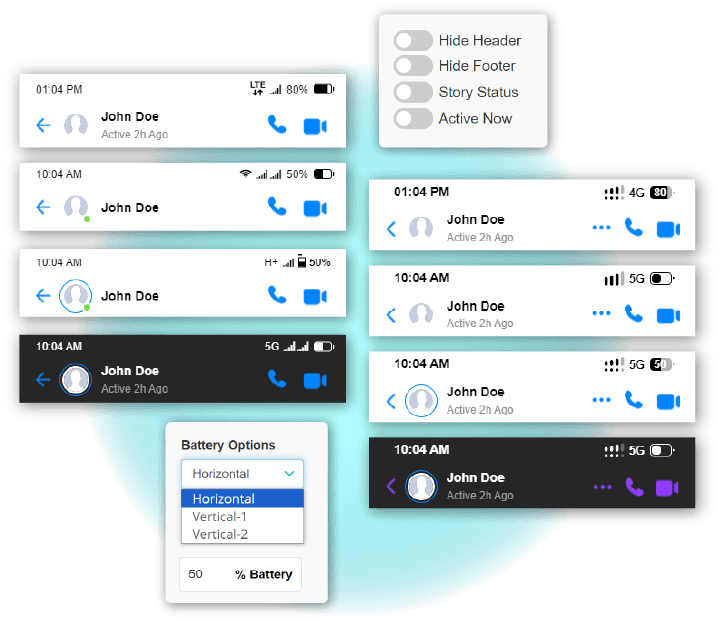 Hide Header
Hide Footer
Story Status
Active Now
01:04 PM LTE 80%
John Doe
Active 2h Ago
10:04 AM 50%
John Doe
10:04 AM H+ 50%
John Doe
10:04 AM 5G
John Doe
Active 2h Ago
01:04 PM 4G 80
John Doe
Active 2h Ago
10:04 AM 5G
John Doe
Active 2h Ago
10:04 AM 5G 50
John Doe
Active 2h Ago
10:04 AM 5G
John Doe
Active 2h Ago
Battery Options
Horizontal
Horizontal
Vertical-1
Vertical-2
50 % Battery